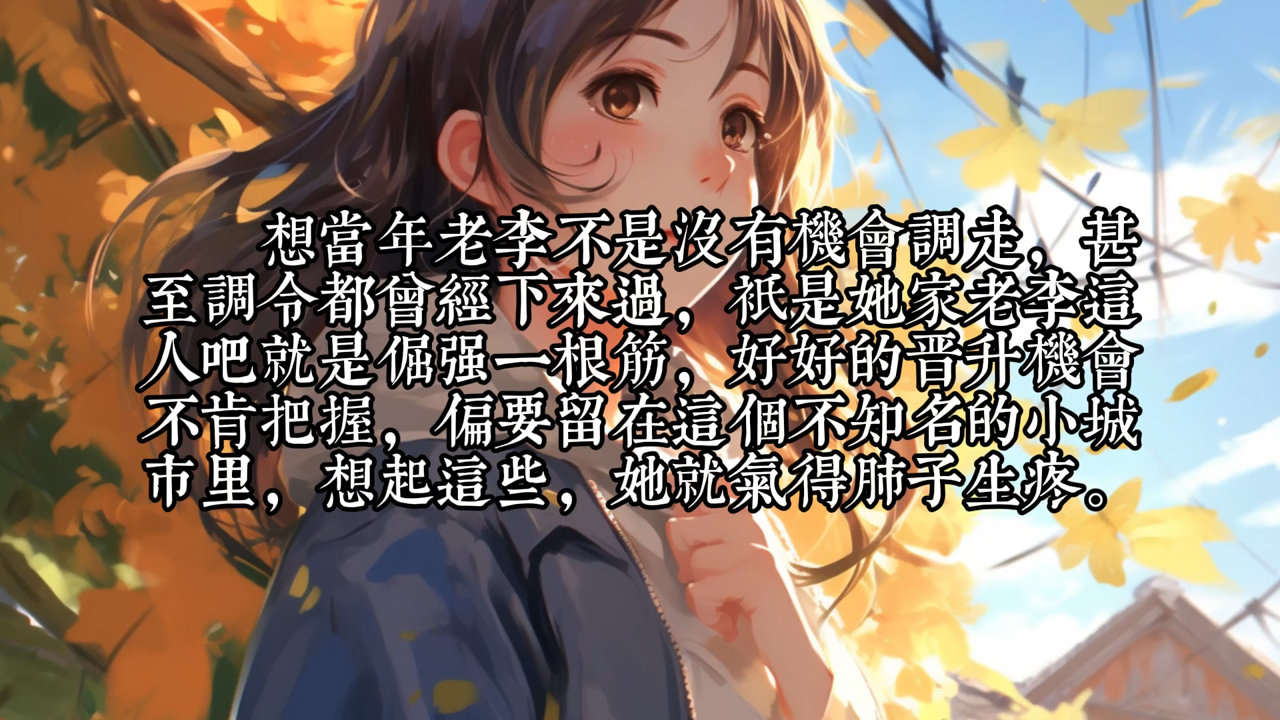 想當年老李不是沒有機會調走，甚
至調令都曾經下來過，祇是她家老李這
人吧就是倔强一根筋，好好的晋升機會
不肯把握，偏要留在這個不知名的小城
市里，想起這些，她就氣得肺子生疼。